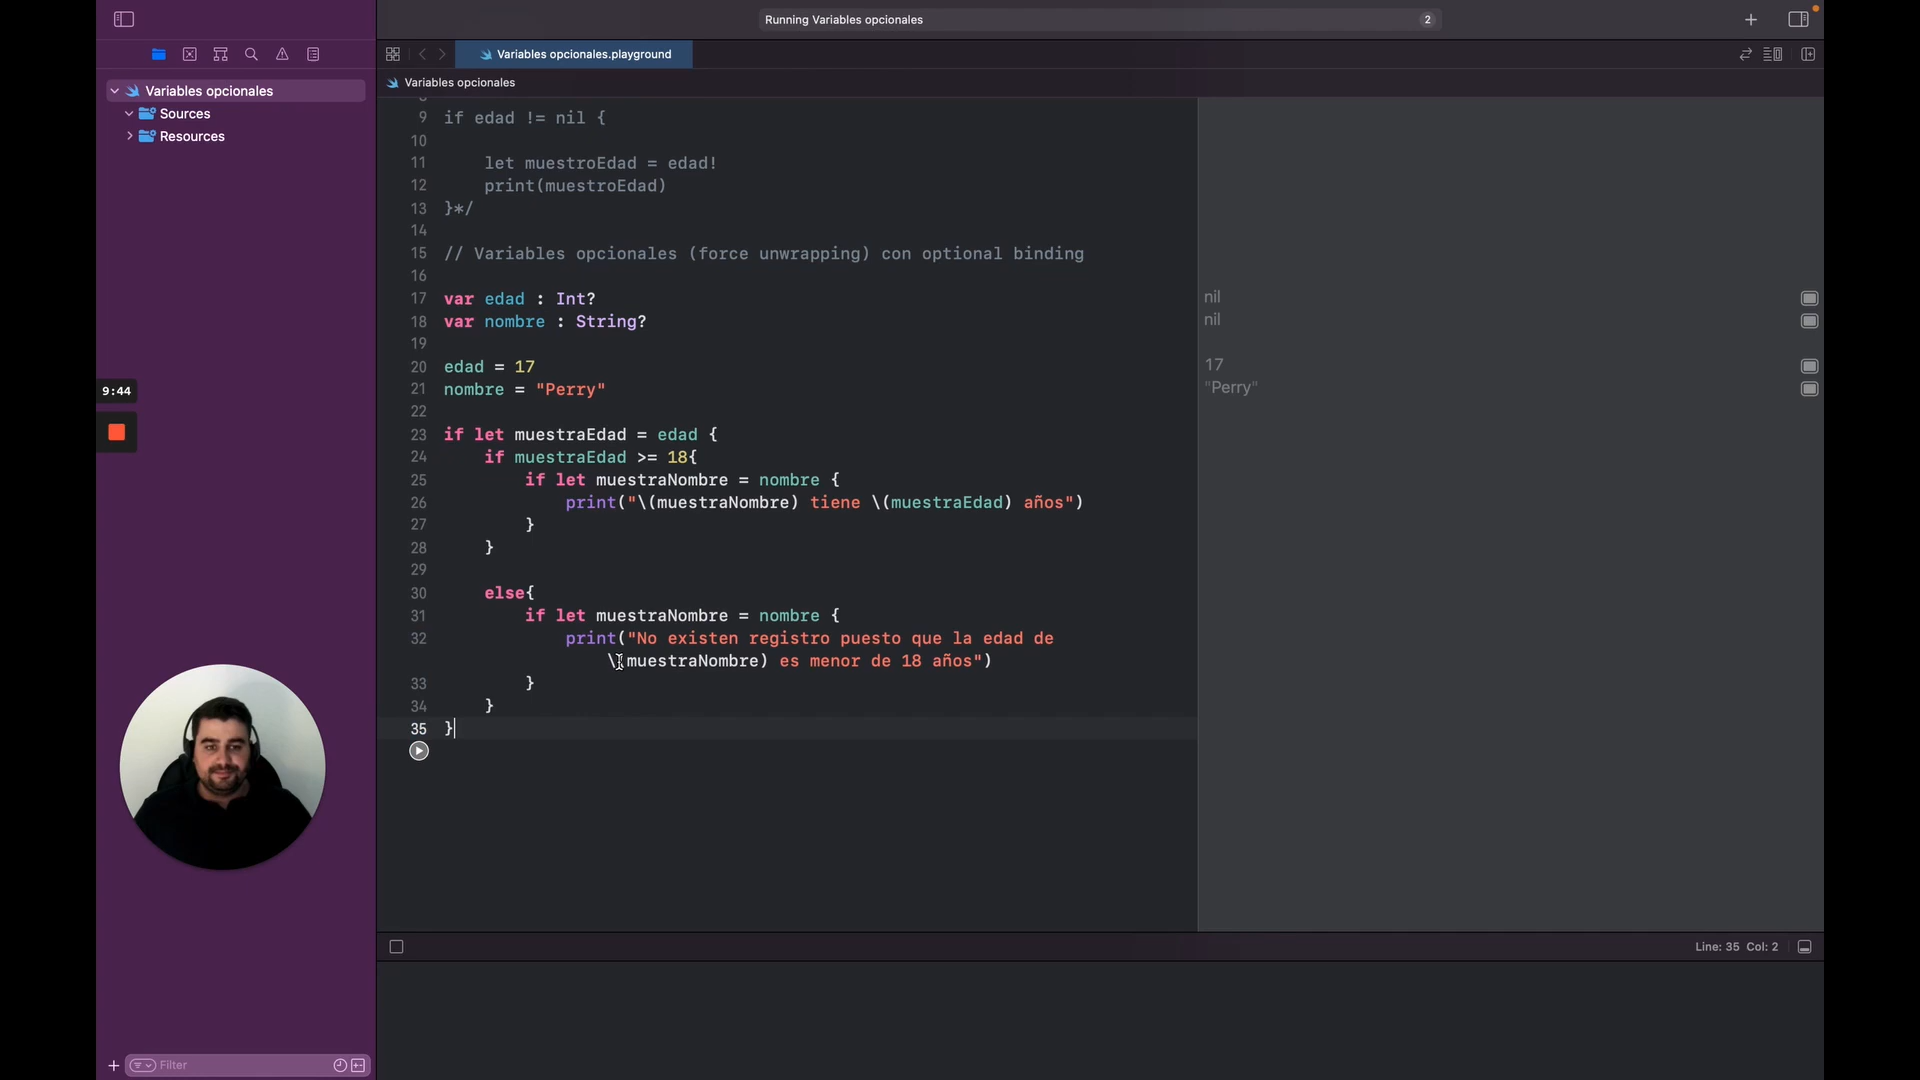 Running Variables opcionales
2
Variables opcionales.playground
Variables opcionales
Variables opcionales
Sources
Resources
9 if edad != nil {
10
11 let muestroEdad = edad!
12 print(muestroEdad)
13 }*/
14
15 // Variables opcionales (force unwrapping) con optional binding
16
17 var edad : Int?
nil
18 var nombre : String?
nil
19
20 edad = 17
17
21 nombre = "Perry"
"Perry"
22
23 if let muestraEdad = edad {
24 if muestraEdad >= 18{
25 if let muestraNombre = nombre {
26 print("\(muestraNombre) tiene \(muestraEdad) años")
27 }
28 }
29
30 else{
31 if let muestraNombre = nombre {
32 print("No existen registro puesto que la edad de
\(muestraNombre) es menor de 18 años")
33 }
34 }
35 }
9:44
Line: 35 Col: 2
Filter